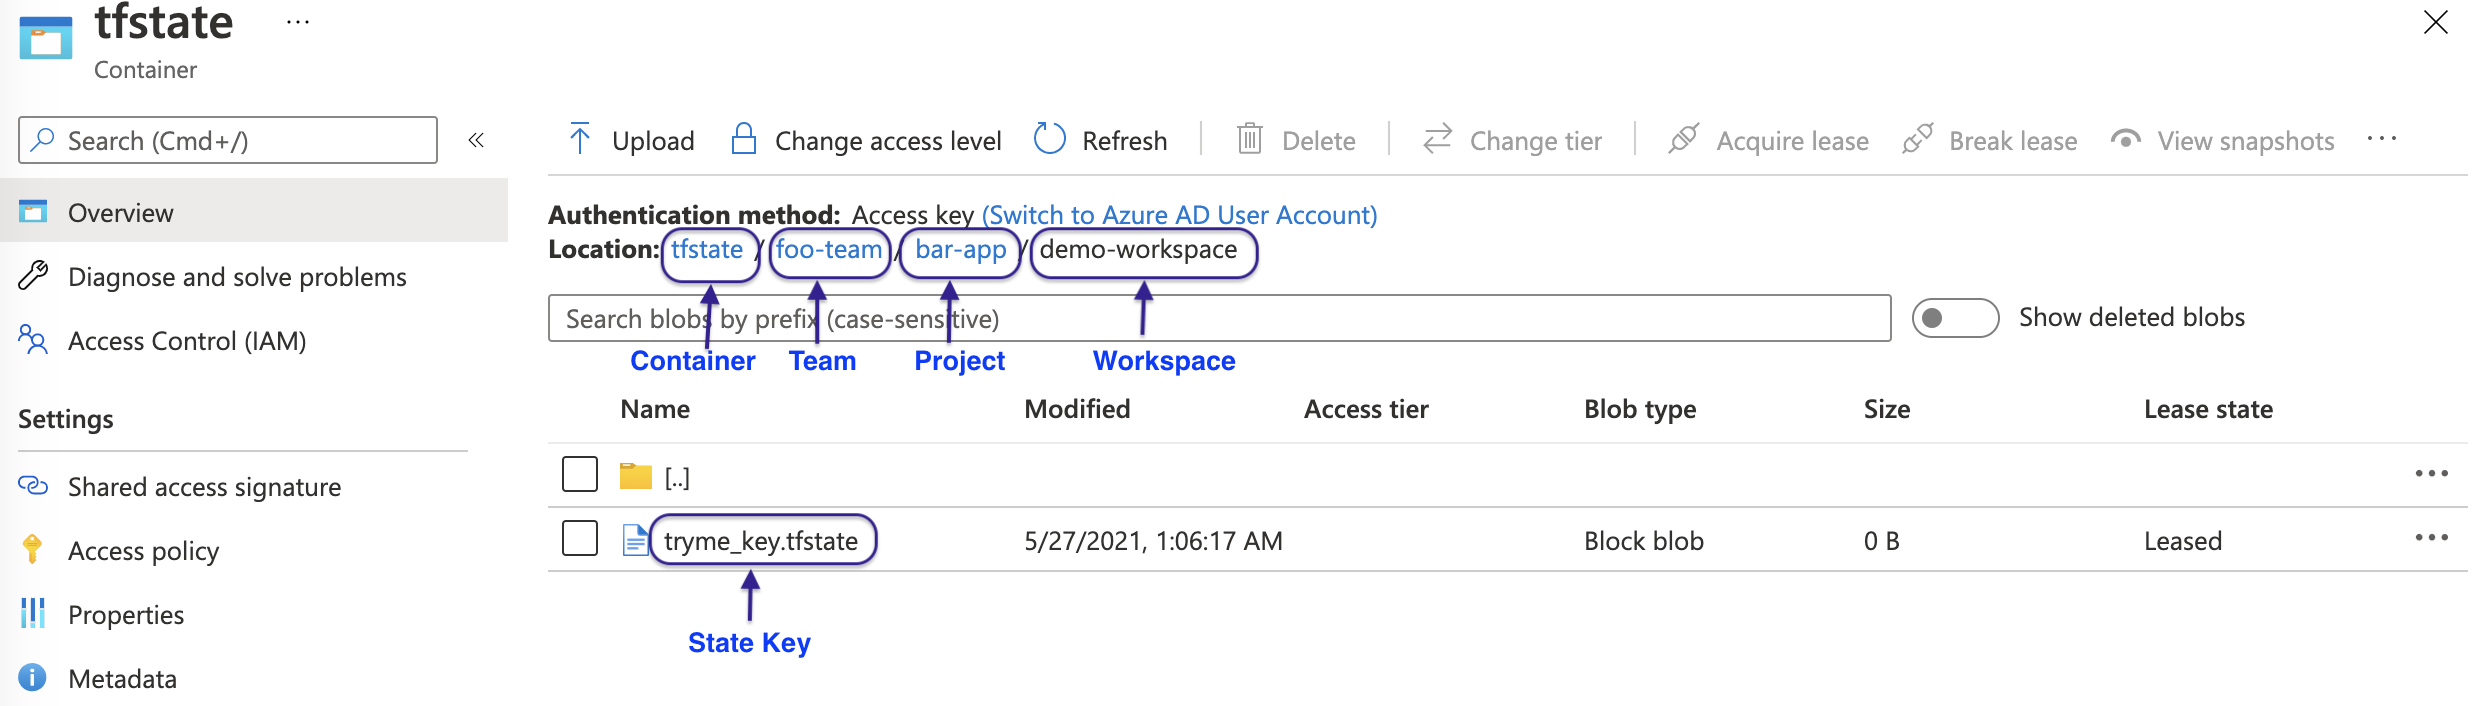 tfstate ...
Container
Search (Cmd+/) «
Upload Change access level Refresh Delete Change tier Acquire lease Break lease View snapshots ...
Overview
Diagnose and solve problems
Access Control (IAM)
Settings
Shared access signature
Access policy
Properties
Metadata
Authentication method: Access key (Switch to Azure AD User Account)
Location: tfstate / foo-team / bar-app / demo-workspace
Search blobs by prefix (case-sensitive) Show deleted blobs
Container Team Project Workspace
Name Modified Access tier Blob type Size Lease state
[..] ...
tryme_key.tfstate 5/27/2021, 1:06:17 AM Block blob 0 B Leased ...
State Key